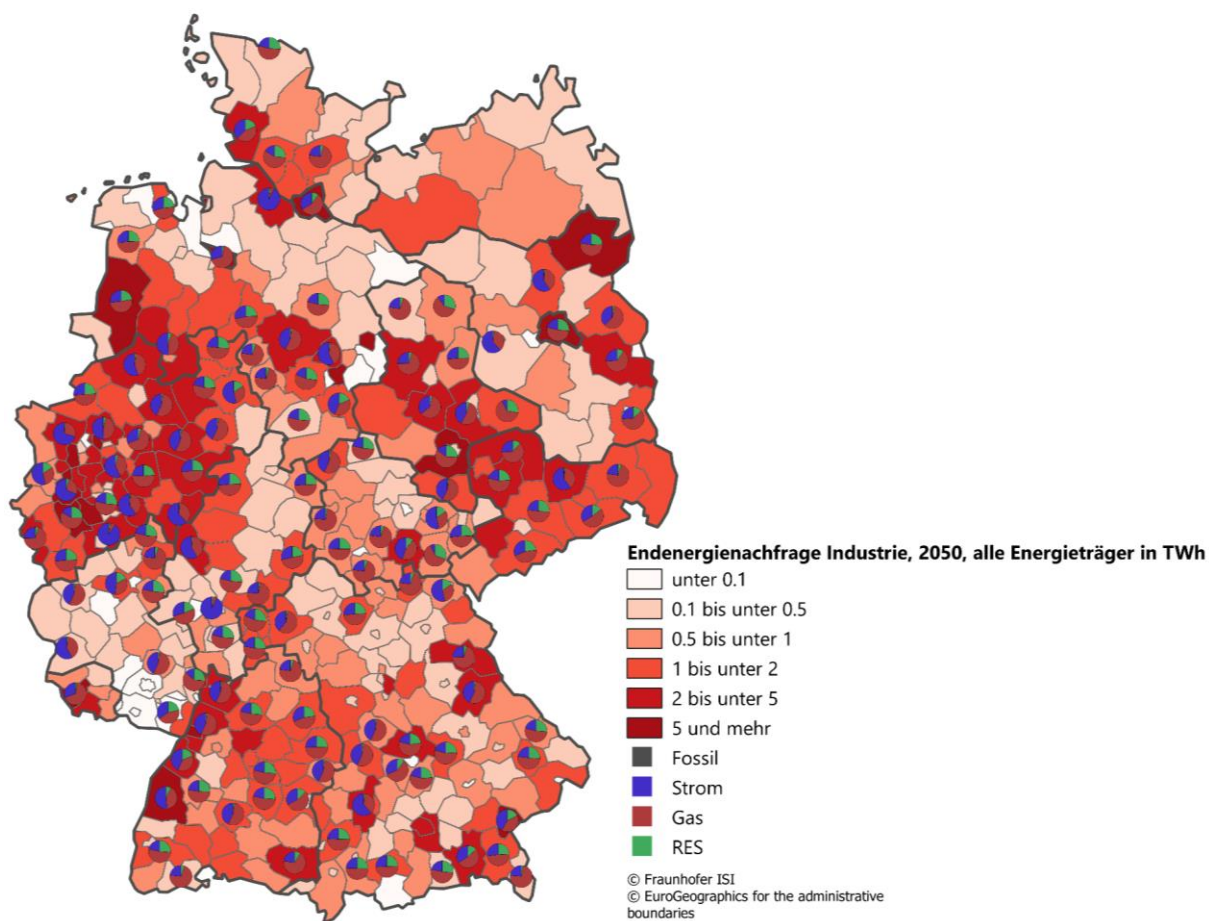 Endenergienachfrage Industrie, 2050, alle Energieträger in TWh
unter 0.1
0.1 bis unter 0.5
0.5 bis unter 1
1 bis unter 2
2 bis unter 5
5 und mehr
Fossil
Strom
Gas
RES
© Fraunhofer ISI
© EuroGeographics for the administrative
boundaries